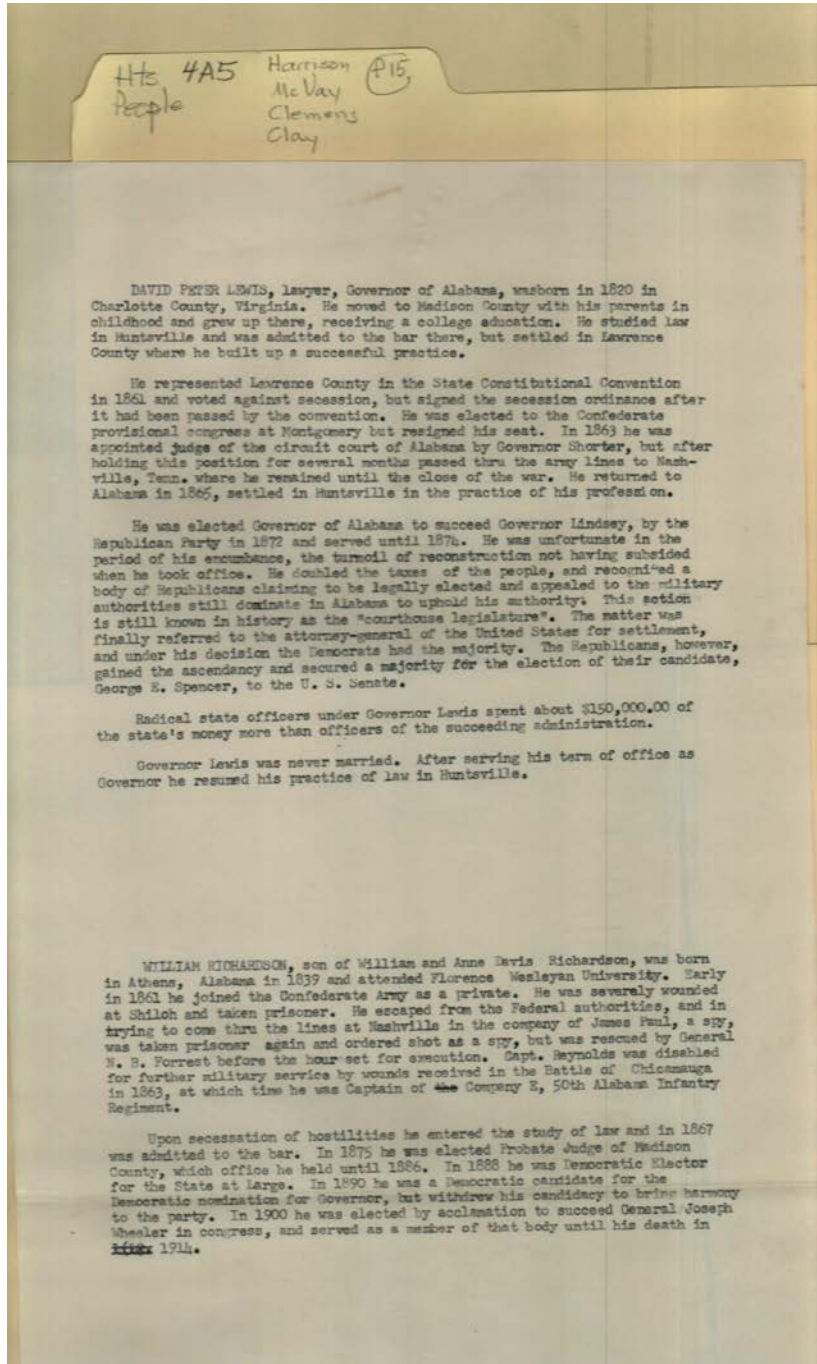 Hts 4A5
People
Harrison
McVay
Clemens
Clay
P15
DAVID PETER LEWIS, lawyer, Governor of Alabama, wasborn in 1820 in
Charlotte County, Virginia. He moved to Madison County with his parents in
childhood and grew up there, receiving a college education. He studied law
in Huntsville and was admitted to the bar there, but settled in Lawrence
County where he built up a successful practice.
He represented Lawrence County in the State Constitutional Convention
in 1861 and voted against secession, but signed the secession ordinance after
it had been passed by the convention. He was elected to the Confederate
provisional congress at Montgomery but resigned his seat. In 1863 he was
appointed judge of the circuit court of Alabama by Governor Shorter, but after
holding this position for several months passed thru the army lines to Nash-
ville, Tenn. where he remained until the close of the war. He returned to
Alabama in 1865, settled in Huntsville in the practice of his profession.
He was elected Governor of Alabama to succeed Governor Lindsey, by the
Republican Party in 1872 and served until 1874. He was unfortunate in the
period of his encumbance, the turmoil of reconstruction not having subsided
when he took office. He doubled the taxes of the people, and recognized a
body of Republicans claiming to be legally elected and appealed to the military
authorities still dominate in Alabama to uphold his authority. This action
is still known in history as the "courthouse legislature". The matter was
finally referred to the attorney-general of the United States for settlement,
and under his decision the Democrats had the majority. The Republicans, however,
gained the ascendancy and secured a majority for the election of their candidate,
George E. Spencer, to the U. S. Senate.
Radical state officers under Governor Lewis spent about $150,000.00 of
the state's money more than officers of the succeeding administration.
Governor Lewis was never married. After serving his term of office as
Governor he resumed his practice of law in Huntsville.
WILLIAM RICHARDSON, son of William and Anne Davis Richardson, was born
in Athens, Alabama in 1839 and attended Florence Wesleyan University. Early
in 1861 he joined the Confederate Army as a private. He was severely wounded
at Shiloh and taken prisoner. He escaped from the Federal authorities, and in
trying to come thru the lines at Nashville in the company of James Paul, a spy,
was taken prisoner again and ordered shot as a spy, but was rescued by General
N. B. Forrest before the hour set for execution. Capt. Reynolds was disabled
for further military service by wounds received in the Battle of Chicamauga
in 1863, at which time he was Captain of the Company E, 50th Alabama Infantry
Regiment.
Upon secessation of hostilities he entered the study of law and in 1867
was admitted to the bar. In 1875 he was elected Probate Judge of Madison
County, which office he held until 1886. In 1888 he was Democratic Elector
for the State at Large. In 1890 he was a Democratic candidate for the
Democratic nomination for Governor, but withdrew his candidacy to bring harmony
to the party. In 1900 he was elected by acclamation to succeed General Joseph
Wheeler in congress, and served as a member of that body until his death in
1914.